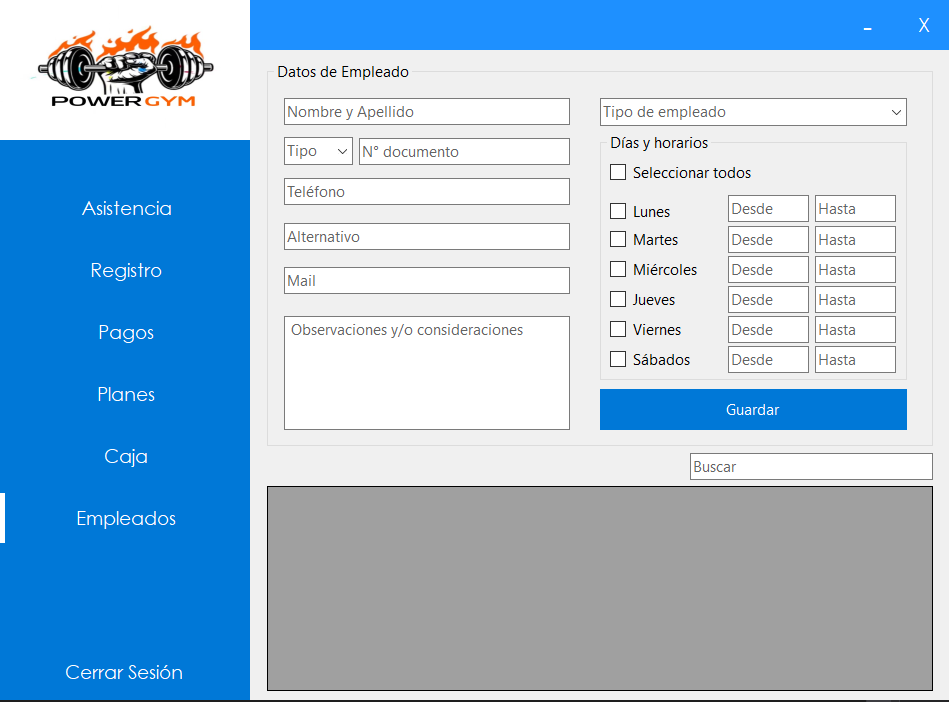 POWER GYM
Asistencia
Registro
Pagos
Planes
Caja
Empleados
Cerrar Sesión
- X
Datos de Empleado
Nombre y Apellido
Tipo N° documento
Teléfono
Alternativo
Mail
Observaciones y/o consideraciones
Tipo de empleado
Días y horarios
Seleccionar todos
Lunes Desde Hasta
Martes Desde Hasta
Miércoles Desde Hasta
Jueves Desde Hasta
Viernes Desde Hasta
Sábados Desde Hasta
Guardar
Buscar